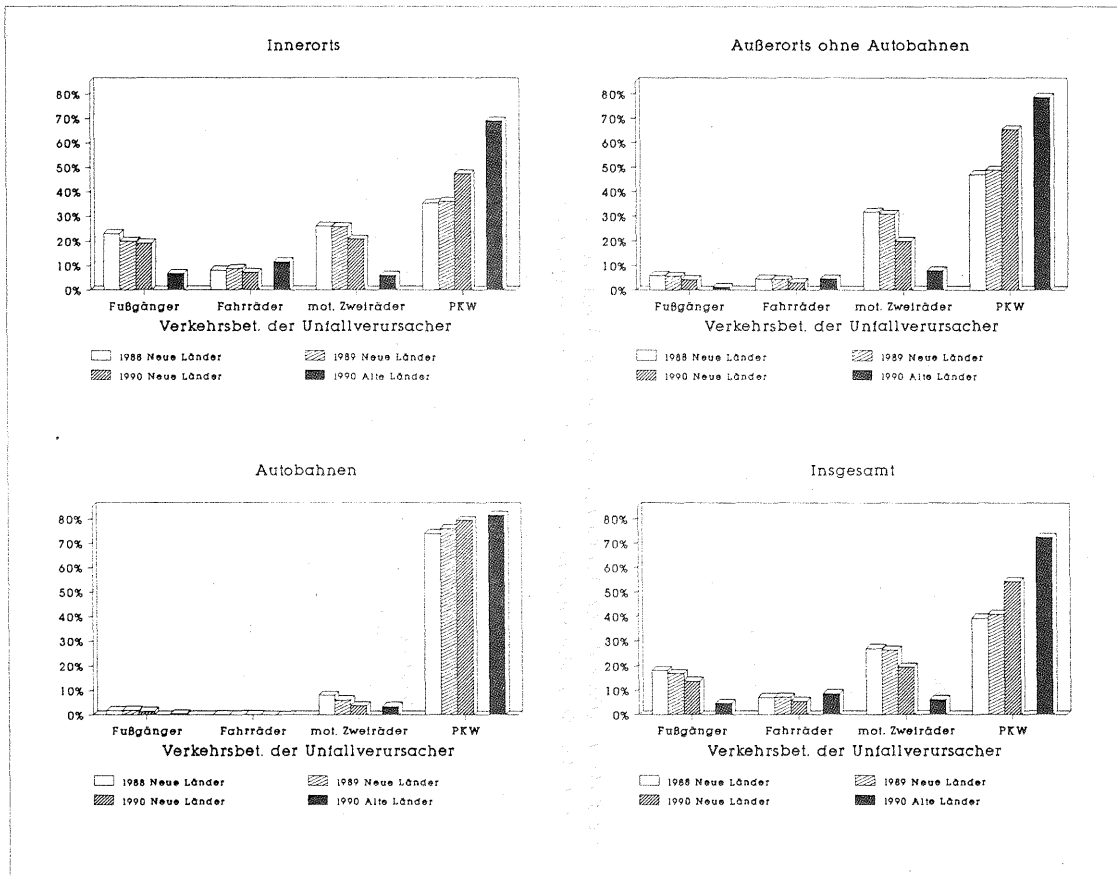 Innerorts
80%
70%
60%
50%
40%
30%
20%
10%
0%
Fußgänger Fahrräder mot. Zweiräder PKW
Verkehrsbet. der Unfallverursacher
1988 Neue Länder 1989 Neue Länder
1990 Neue Länder 1990 Alte Länder
Außerorts ohne Autobahnen
80%
70%
60%
50%
40%
30%
20%
10%
0%
Fußgänger Fahrräder mot. Zweiräder PKW
Verkehrsbet. der Unfallverursacher
1988 Neue Länder 1989 Neue Länder
1990 Neue Länder 1990 Alte Länder
Autobahnen
80%
70%
60%
50%
40%
30%
20%
10%
0%
Fußgänger Fahrräder mot. Zweiräder PKW
Verkehrsbet. der Unfallverursacher
1988 Neue Länder 1989 Neue Länder
1990 Neue Länder 1990 Alte Länder
Insgesamt
80%
70%
60%
50%
40%
30%
20%
10%
0%
Fußgänger Fahrräder mot. Zweiräder PKW
Verkehrsbet. der Unfallverursacher
1988 Neue Länder 1989 Neue Länder
1990 Neue Länder 1990 Alte Länder